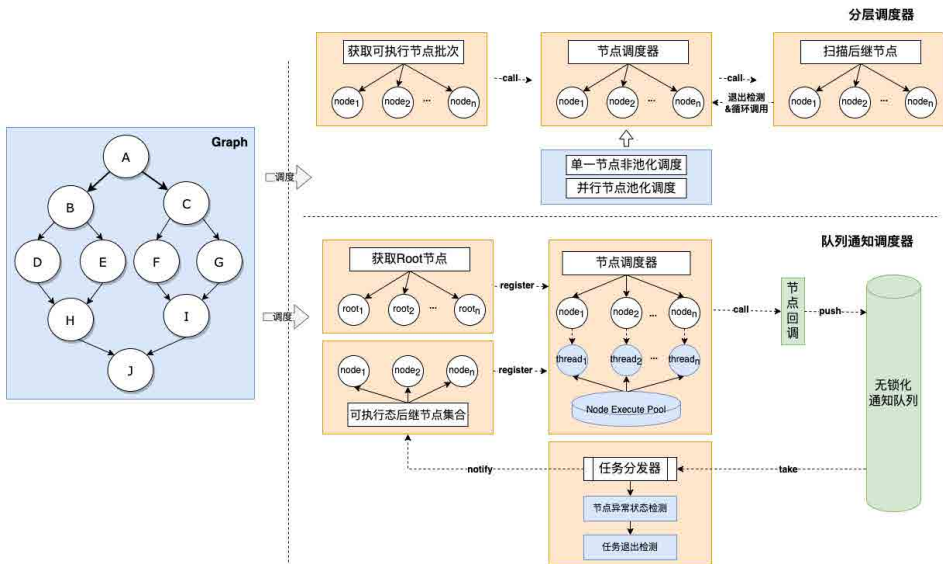 分层调度器
获取可执行节点批次
node1
node2
...
noden
call
节点调度器
node1
node2
...
noden
call
退出检测
&循环调用
扫描后继节点
node1
node2
...
noden
单一节点非池化调度
并行节点池化调度
Graph
A
B
C
D
E
F
G
H
I
J
调度
调度
队列通知调度器
获取Root节点
root1
root2
...
rootn
register
node1
node2
noden
可执行态后继节点集合
register
节点调度器
node1
node2
...
noden
thread1
thread2
...
threadn
Node Execute Pool
call
节点回调
push
无锁化
通知队列
take
任务分发器
节点异常状态检测
任务退出检测
notify